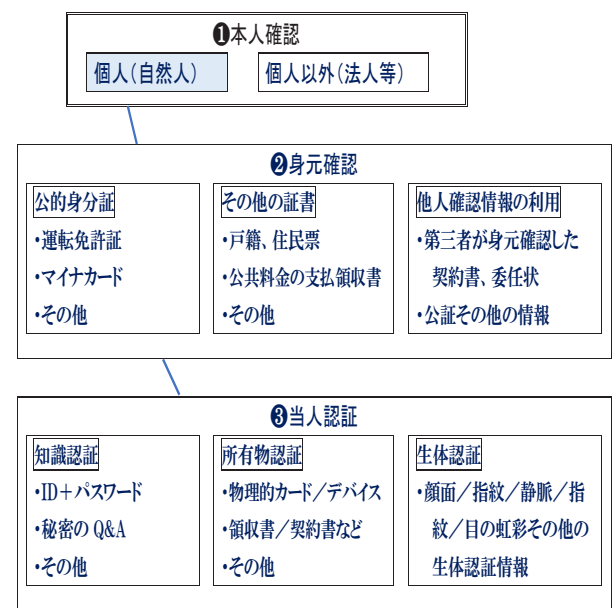 ❶本人確認
個人(自然人)
個人以外(法人等)
❷身元確認
公的身分証
・運転免許証
・マイナカード
・その他
その他の証書
・戸籍、住民票
・公共料金の支払領収書
・その他
他人確認情報の利用
・第三者が身元確認した
契約書、委任状
・公証その他の情報
❸当人認証
知識認証
・ID+パスワード
・秘密の Q&A
・その他
所有物認証
・物理的カード/デバイス
・領収書/契約書など
・その他
生体認証
・顔面/指紋/静脈/指
紋/目の虹彩その他の
生体認証情報